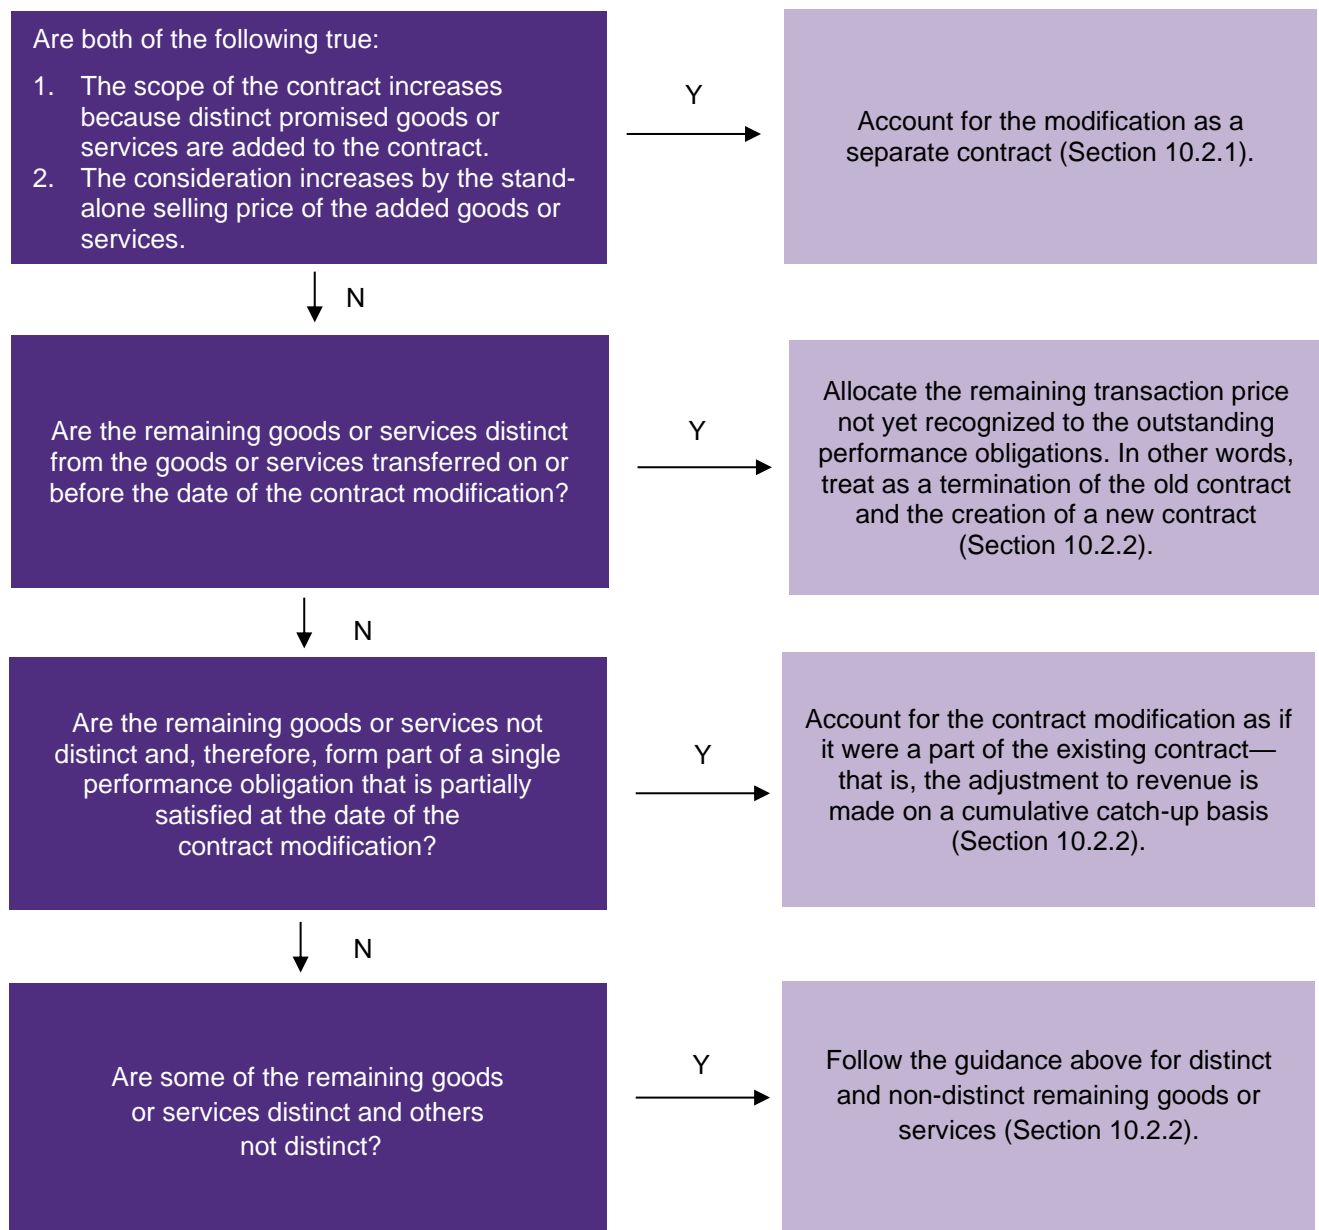 Are both of the following true:
1. The scope of the contract increases
because distinct promised goods or
services are added to the contract.
2. The consideration increases by the stand-
alone selling price of the added goods or
services.
Y
Account for the modification as a
separate contract (Section 10.2.1).
N
Are the remaining goods or services distinct
from the goods or services transferred on or
before the date of the contract modification?
Y
Allocate the remaining transaction price
not yet recognized to the outstanding
performance obligations. In other words,
treat as a termination of the old contract
and the creation of a new contract
(Section 10.2.2).
N
Are the remaining goods or services not
distinct and, therefore, form part of a single
performance obligation that is partially
satisfied at the date of the
contract modification?
Y
Account for the contract modification as if
it were a part of the existing contract—
that is, the adjustment to revenue is
made on a cumulative catch-up basis
(Section 10.2.2).
N
Are some of the remaining goods
or services distinct and others
not distinct?
Y
Follow the guidance above for distinct
and non-distinct remaining goods or
services (Section 10.2.2).